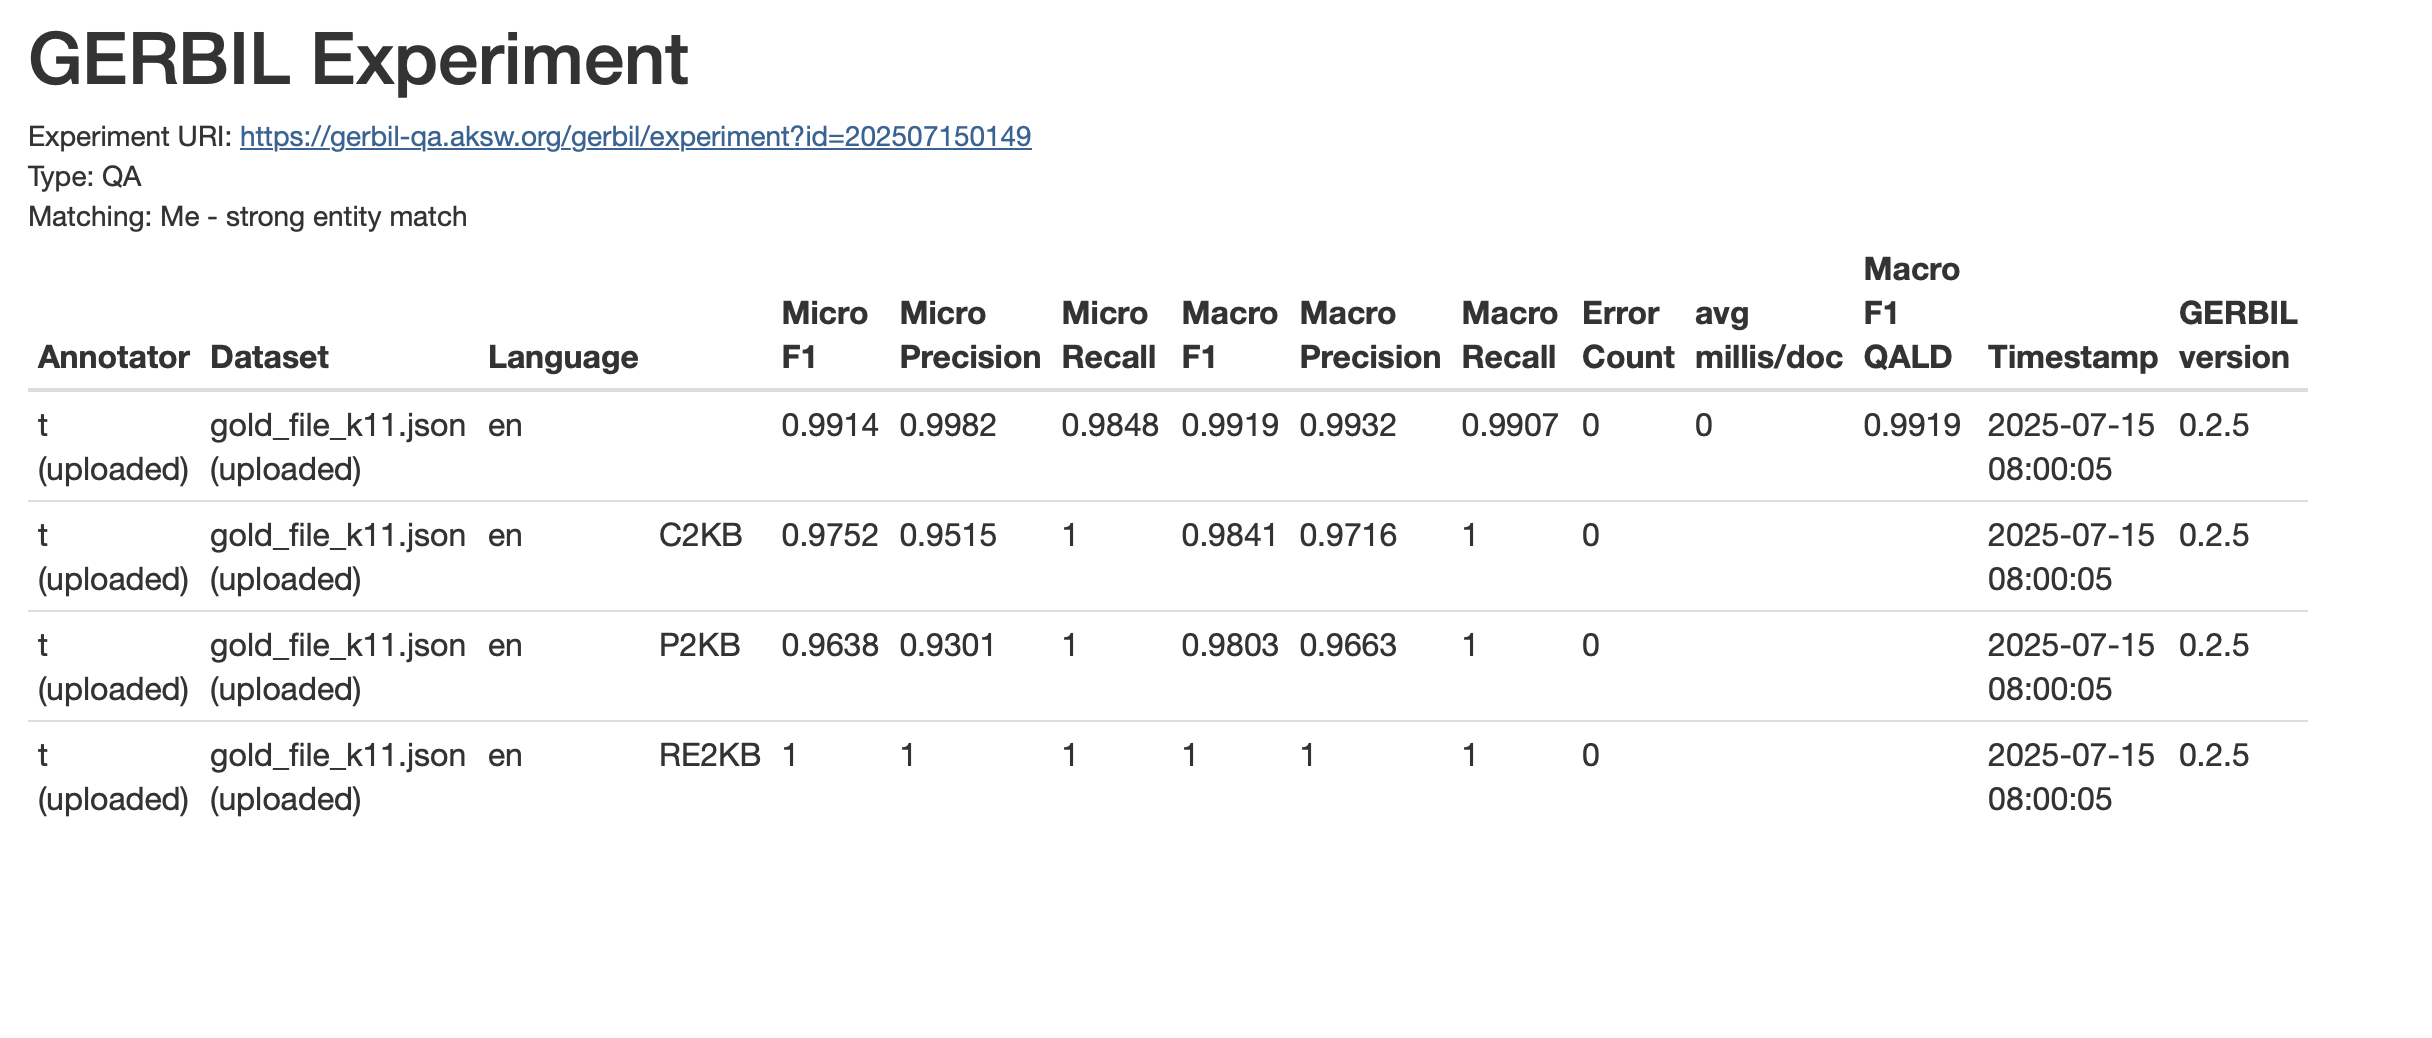 GERBIL Experiment
Experiment URI: https://gerbil-qa.aksw.org/gerbil/experiment?id=202507150149
Type: QA
Matching: Me - strong entity match
Annotator Dataset Language Micro F1 Micro Precision Micro Recall Macro F1 Macro Precision Macro Recall Error Count avg millis/doc Macro F1 QALD Timestamp GERBIL version
t (uploaded) gold_file_k11.json (uploaded) en 0.9914 0.9982 0.9848 0.9919 0.9932 0.9907 0 0 0.9919 2025-07-15 08:00:05 0.2.5
t (uploaded) gold_file_k11.json (uploaded) en C2KB 0.9752 0.9515 1 0.9841 0.9716 1 0 2025-07-15 08:00:05 0.2.5
t (uploaded) gold_file_k11.json (uploaded) en P2KB 0.9638 0.9301 1 0.9803 0.9663 1 0 2025-07-15 08:00:05 0.2.5
t (uploaded) gold_file_k11.json (uploaded) en RE2KB 1 1 1 1 1 1 0 2025-07-15 08:00:05 0.2.5